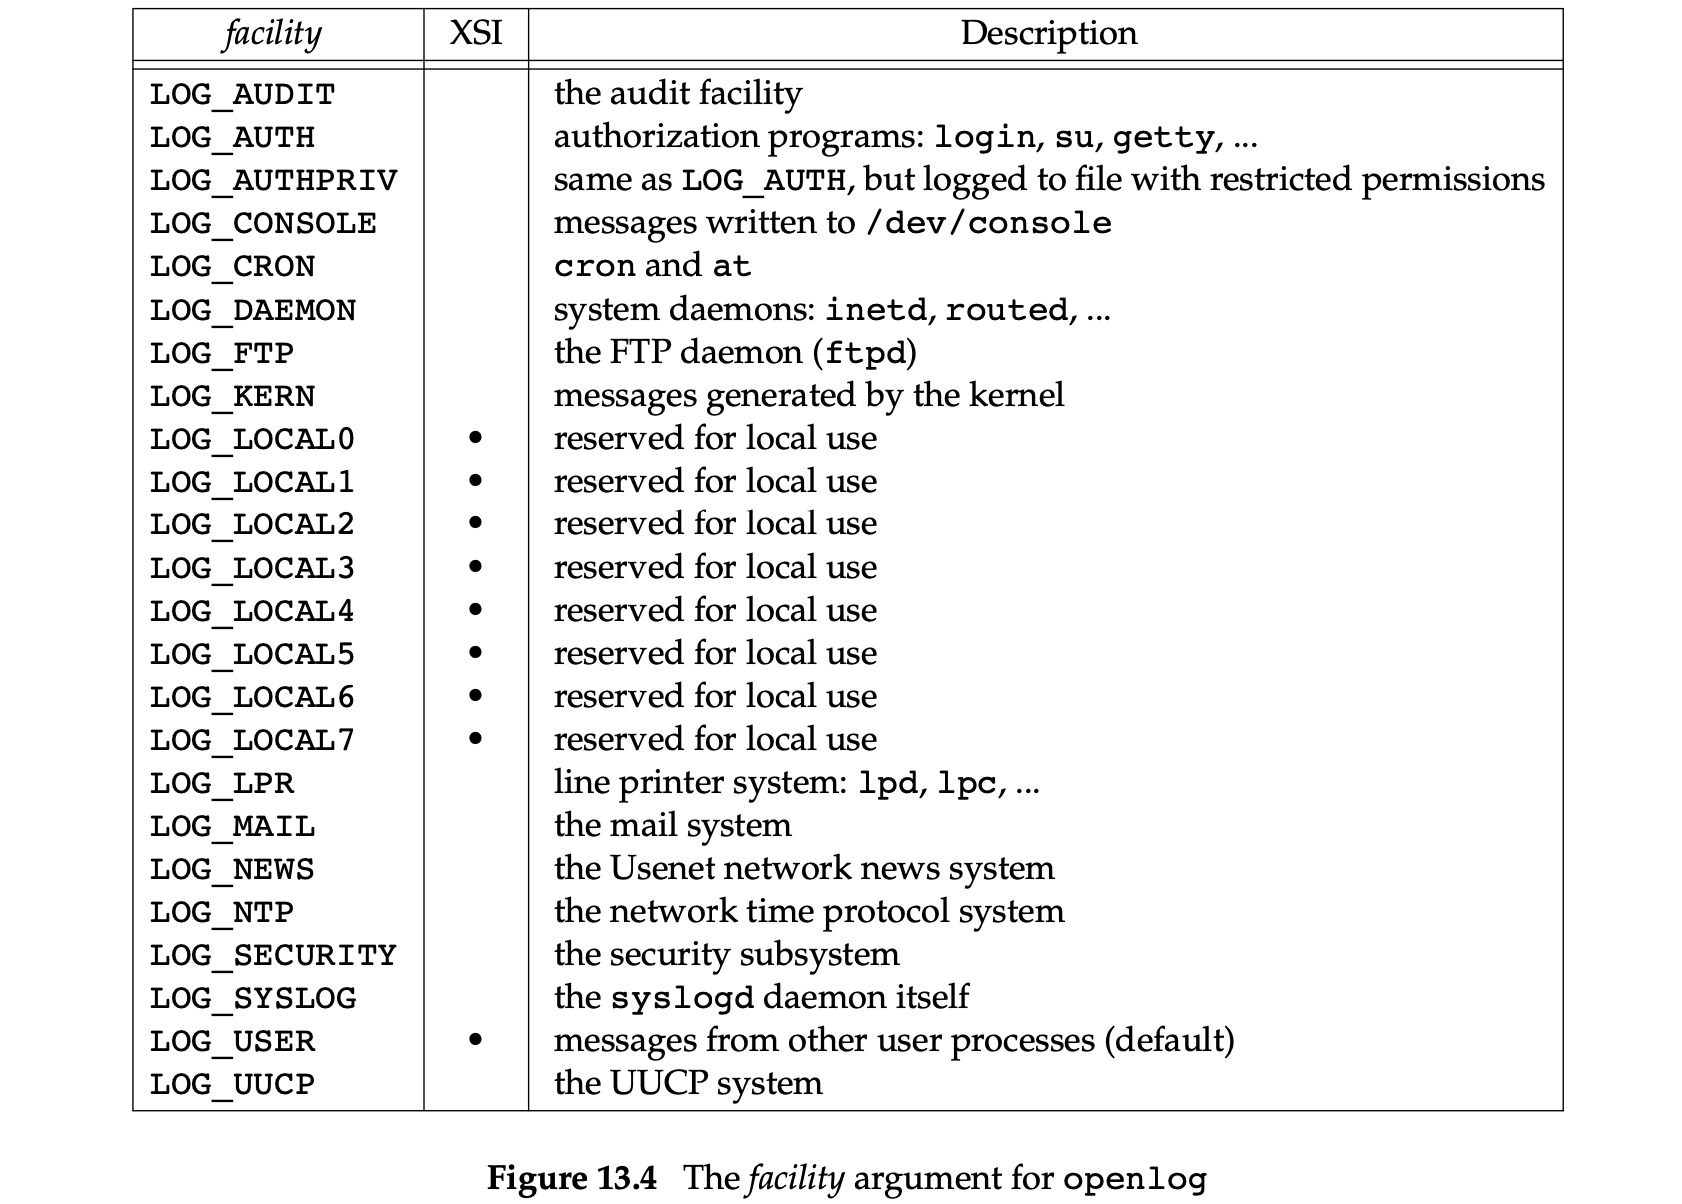 facility XSI Description
LOG_AUDIT the audit facility
LOG_AUTH authorization programs: login, su, getty, ...
LOG_AUTHPRIV same as LOG_AUTH, but logged to file with restricted permissions
LOG_CONSOLE messages written to /dev/console
LOG_CRON cron and at
LOG_DAEMON system daemons: inetd, routed, ...
LOG_FTP the FTP daemon (ftpd)
LOG_KERN messages generated by the kernel
LOG_LOCAL0 • reserved for local use
LOG_LOCAL1 • reserved for local use
LOG_LOCAL2 • reserved for local use
LOG_LOCAL3 • reserved for local use
LOG_LOCAL4 • reserved for local use
LOG_LOCAL5 • reserved for local use
LOG_LOCAL6 • reserved for local use
LOG_LOCAL7 • reserved for local use
LOG_LPR line printer system: lpd, lpc, ...
LOG_MAIL the mail system
LOG_NEWS the Usenet network news system
LOG_NTP the network time protocol system
LOG_SECURITY the security subsystem
LOG_SYSLOG the syslogd daemon itself
LOG_USER • messages from other user processes (default)
LOG_UUCP the UUCP system
Figure 13.4 The facility argument for openlog